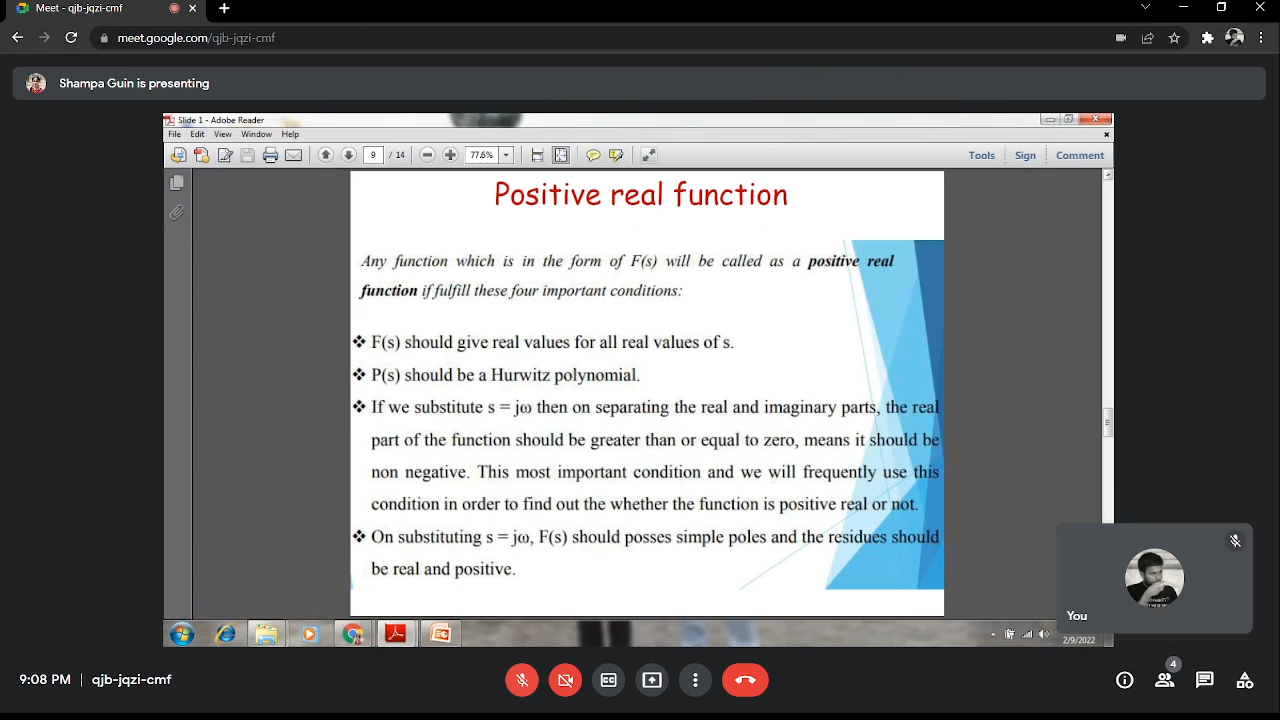 Meet - qjb-jqzi-cmf
meet.google.com/qjb-jqzi-cmf
Shampa Guin is presenting
Slide 1 - Adobe Reader
File Edit View Window Help
9 / 14 77.6% Tools Sign Comment
Positive real function
Any function which is in the form of F(s) will be called as a positive real
function if fulfill these four important conditions:
❖ F(s) should give real values for all real values of s.
❖ P(s) should be a Hurwitz polynomial.
❖ If we substitute s = jω then on separating the real and imaginary parts, the real
part of the function should be greater than or equal to zero, means it should be
non negative. This most important condition and we will frequently use this
condition in order to find out the whether the function is positive real or not.
❖ On substituting s = jω, F(s) should posses simple poles and the residues should
be real and positive.
You
2/9/2022
9:08 PM | qjb-jqzi-cmf
4